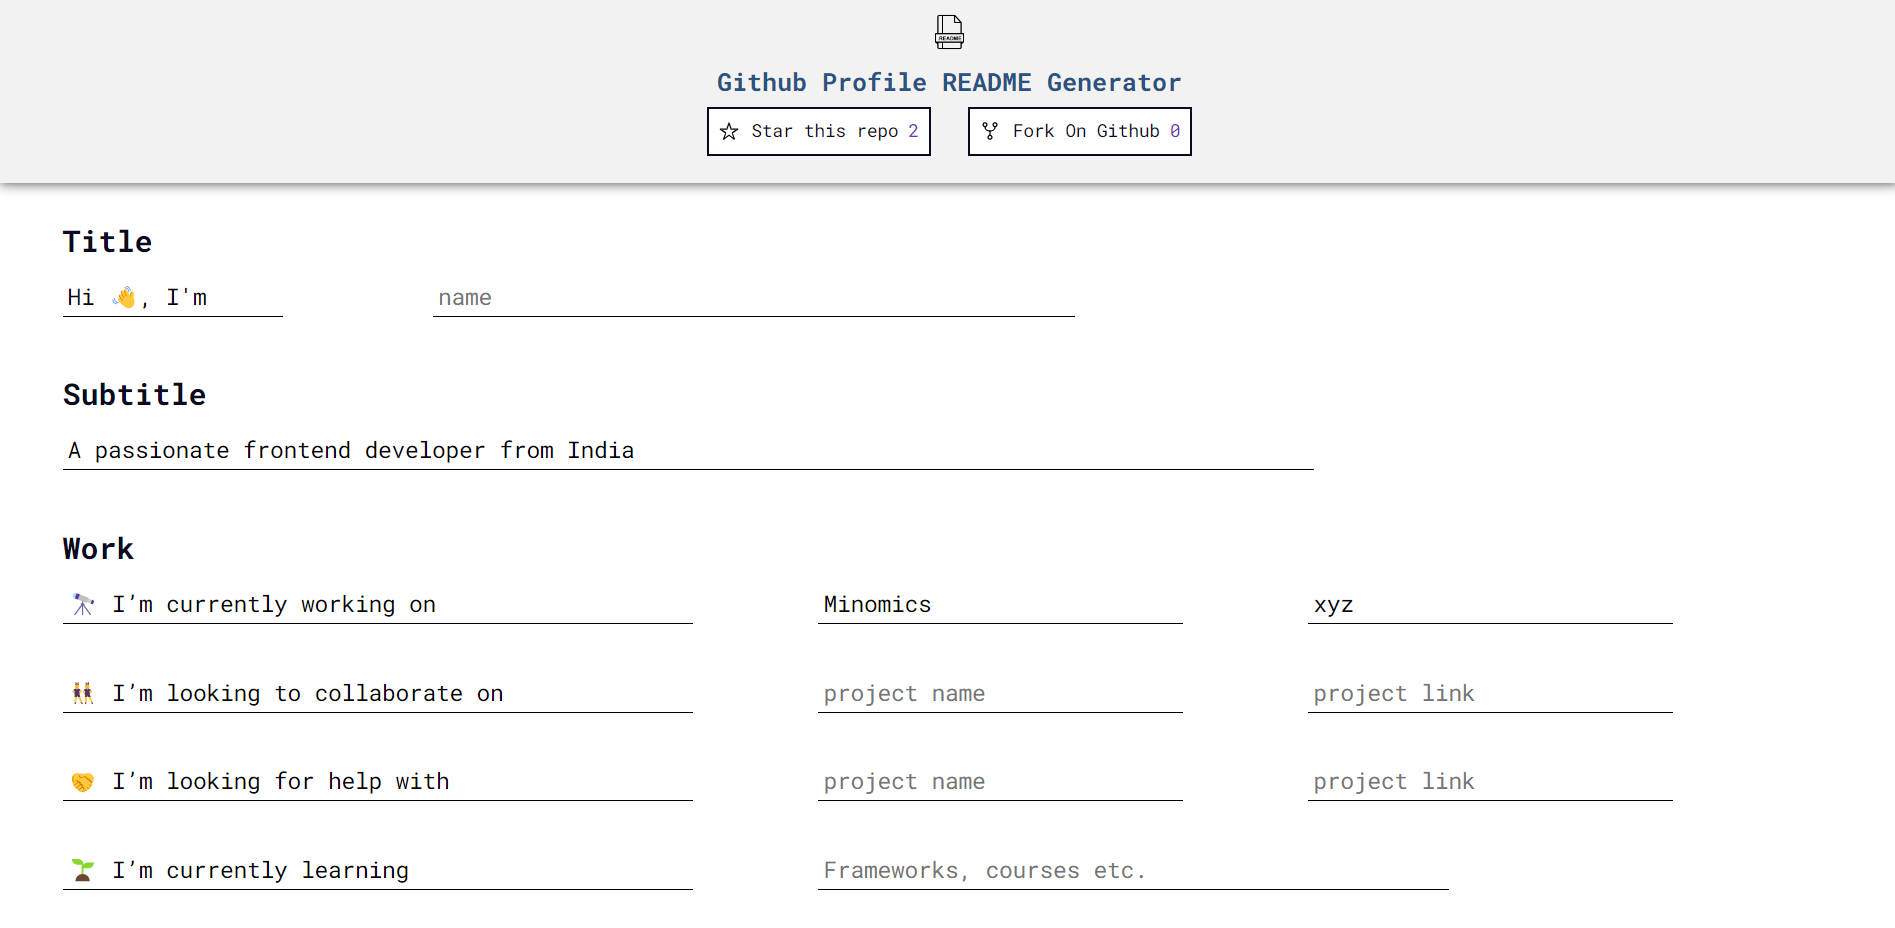 README
Github Profile README Generator
Star this repo 2
Fork On Github 0
Title
Hi 👋, I'm
name
Subtitle
A passionate frontend developer from India
Work
🔭 I’m currently working on
Minomics
xyz
👯 I’m looking to collaborate on
project name
project link
🤝 I’m looking for help with
project name
project link
🌱 I’m currently learning
Frameworks, courses etc.